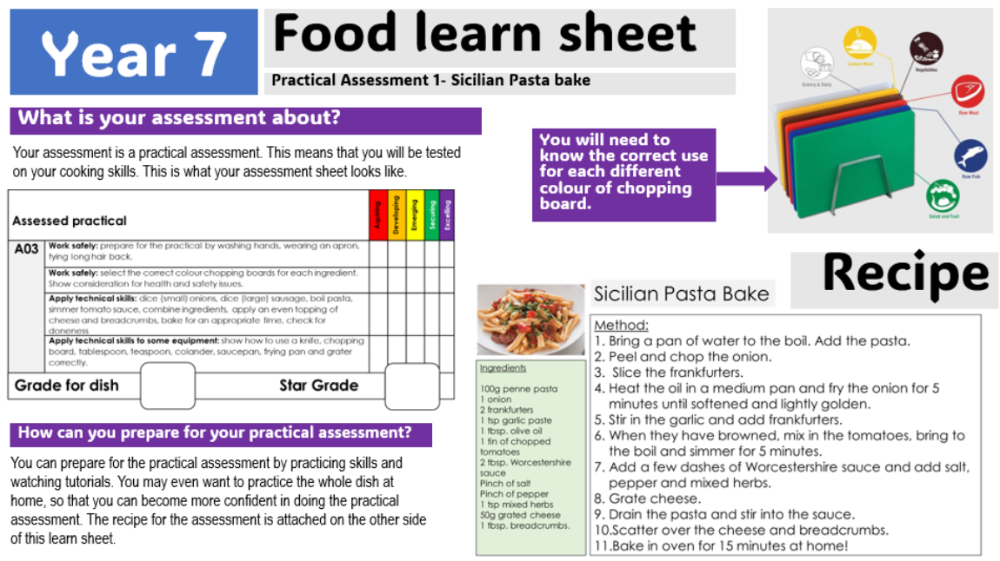 Year 7
Food learn sheet
Practical Assessment 1- Sicilian Pasta bake
What is your assessment about?
Your assessment is a practical assessment. This means that you will be tested
on your cooking skills. This is what your assessment sheet looks like.
Assessed practical
Aquiring
Developing
Emerging
Securing
Excelling
A03
Work safely: prepare for the practical by washing hands, wearing an apron,
tying long hair back.
Work safely: select the correct colour chopping boards for each ingredient.
Show consideration for health and safety issues.
Apply technical skills: dice (small) onions, dice (large) sausage, boil pasta,
simmer tomato sauce, combine ingredients, apply an even topping of
cheese and breadcrumbs, bake for an appropriate time, check for
doneness
Apply technical skills to some equipment: show how to use a knife, chopping
board, tablespoon, teaspoon, colander, saucepan, frying pan and grater
correctly.
Grade for dish
Star Grade
How can you prepare for your practical assessment?
You can prepare for the practical assessment by practicing skills and
watching tutorials. You may even want to practice the whole dish at
home, so that you can become more confident in doing the practical
assessment. The recipe for the assessment is attached on the other side
of this learn sheet.
You will need to
know the correct use
for each different
colour of chopping
board.
Bakery & Dairy
Cooked Meat
Vegetables
Raw Meat
Raw Fish
Salad and Fruit
Recipe
Sicilian Pasta Bake
Ingredients
100g penne pasta
1 onion
2 frankfurters
1 tsp garlic paste
1 tbsp. olive oil
1 tin of chopped
tomatoes
2 tbsp. Worcestershire
sauce
Pinch of salt
Pinch of pepper
1 tsp mixed herbs
50g grated cheese
1 tbsp. breadcrumbs.
Method:
1. Bring a pan of water to the boil. Add the pasta.
2. Peel and chop the onion.
3. Slice the frankfurters.
4. Heat the oil in a medium pan and fry the onion for 5
minutes until softened and lightly golden.
5. Stir in the garlic and add frankfurters.
6. When they have browned, mix in the tomatoes, bring to
the boil and simmer for 5 minutes.
7. Add a few dashes of Worcestershire sauce and add salt,
pepper and mixed herbs.
8. Grate cheese.
9. Drain the pasta and stir into the sauce.
10.Scatter over the cheese and breadcrumbs.
11.Bake in oven for 15 minutes at home!